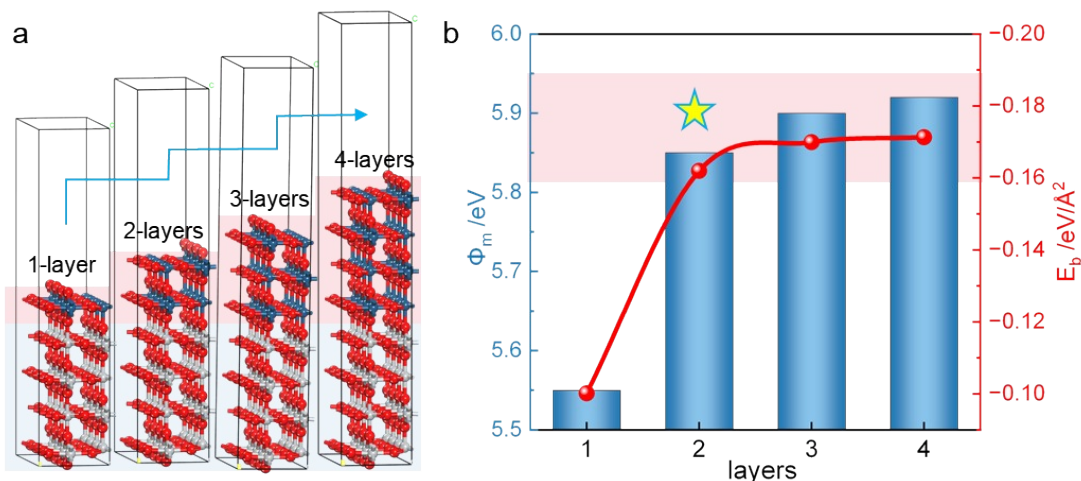 a
1-layer
2-layers
3-layers
4-layers
b
Φm /eV
6.0
5.9
5.8
5.7
5.6
5.5
1
2
3
4
layers
−0.20
−0.18
−0.16
−0.14
−0.12
−0.10
Eb /eV/Å²